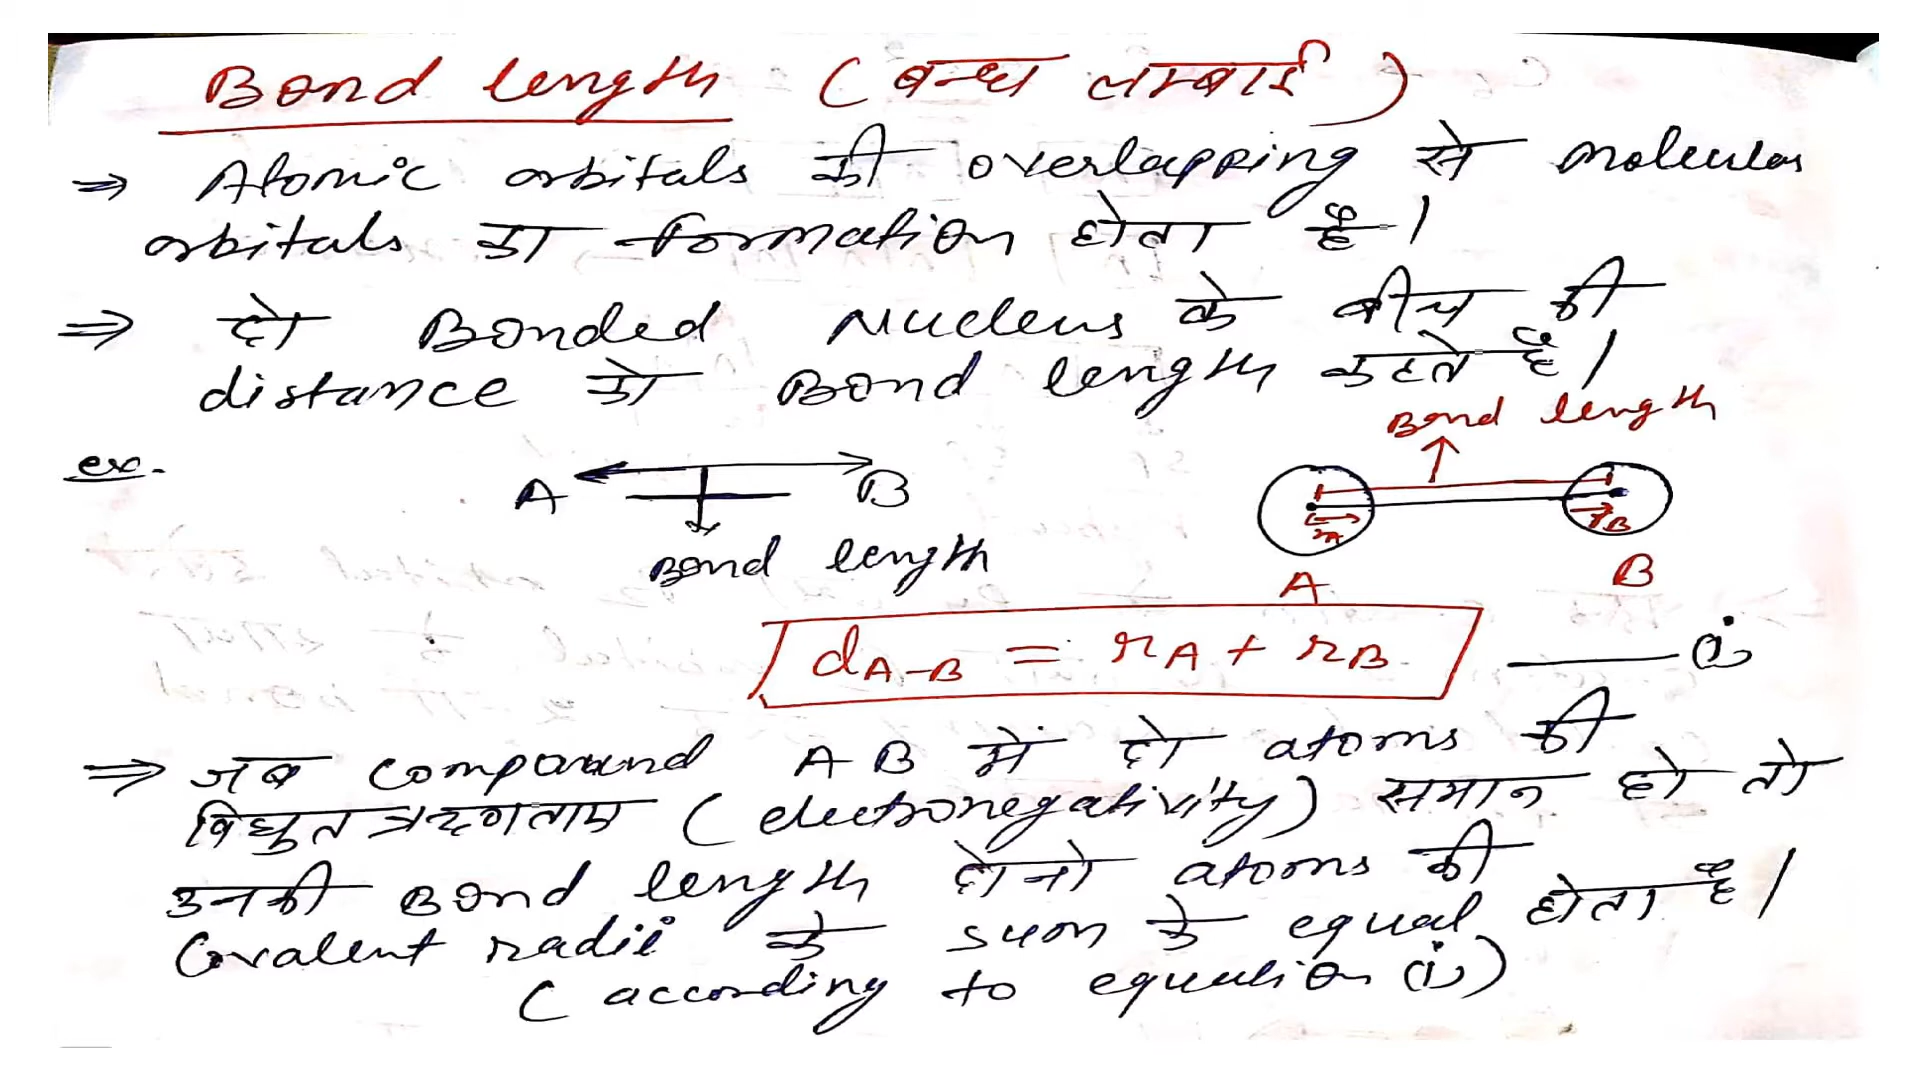 Bond length (बन्ध लम्बाई)
⇒ Atomic orbitals की overlapping से molecular
orbitals का formation होता है।
⇒ दो Bonded Nucleus के बीच की
distance को Bond length कहते है।
Bond length
ex. A B
Bond length
rA rB
A B
dA-B = rA + rB (i)
⇒ जब compound AB में दो atoms की
(electronegativity) समान हो तो
उनकी Bond length दोनो atoms की
Covalent radii के sum के equal होता है।
(according to equation (i))